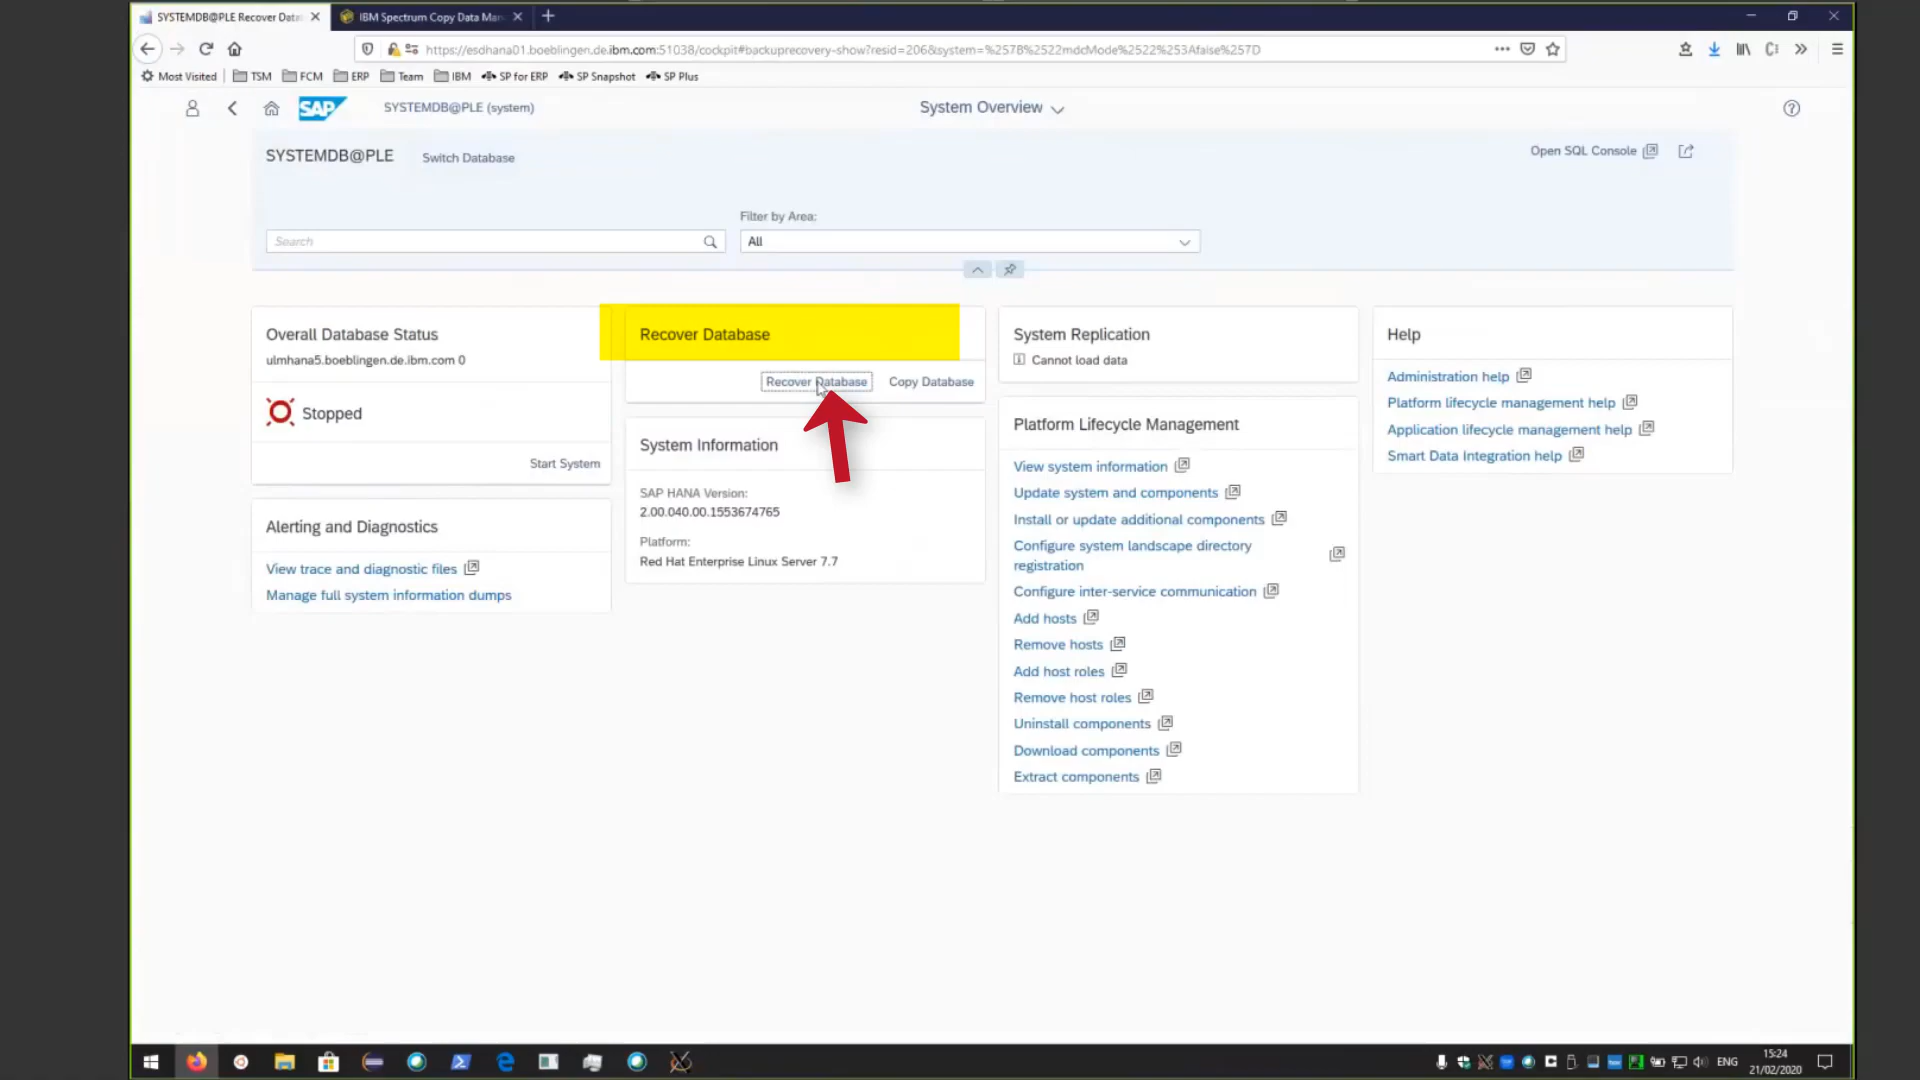 SYSTEMDB@PLE Recover Data
IBM Spectrum Copy Data Man
https://esdhana01.boeblingen.de.ibm.com:51038/cockpit#backuprecovery-show?resid=206&system=%257B%2522mdcMode%2522%253Afalse%257D
Most Visited
TSM
FCM
ERP
Team
IBM
SP for ERP
SP Snapshot
SP Plus
SAP
SYSTEMDB@PLE (system)
System Overview
SYSTEMDB@PLE
Switch Database
Open SQL Console
Filter by Area:
Search
All
Overall Database Status
ulmhana5.boeblingen.de.ibm.com 0
Stopped
Start System
Alerting and Diagnostics
View trace and diagnostic files
Manage full system information dumps
Recover Database
Recover Database
Copy Database
System Information
SAP HANA Version:
2.00.040.00.1553674765
Platform:
Red Hat Enterprise Linux Server 7.7
System Replication
Cannot load data
Platform Lifecycle Management
View system information
Update system and components
Install or update additional components
Configure system landscape directory
registration
Configure inter-service communication
Add hosts
Remove hosts
Add host roles
Remove host roles
Uninstall components
Download components
Extract components
Help
Administration help
Platform lifecycle management help
Application lifecycle management help
Smart Data Integration help
ENG
15:24
21/02/2020